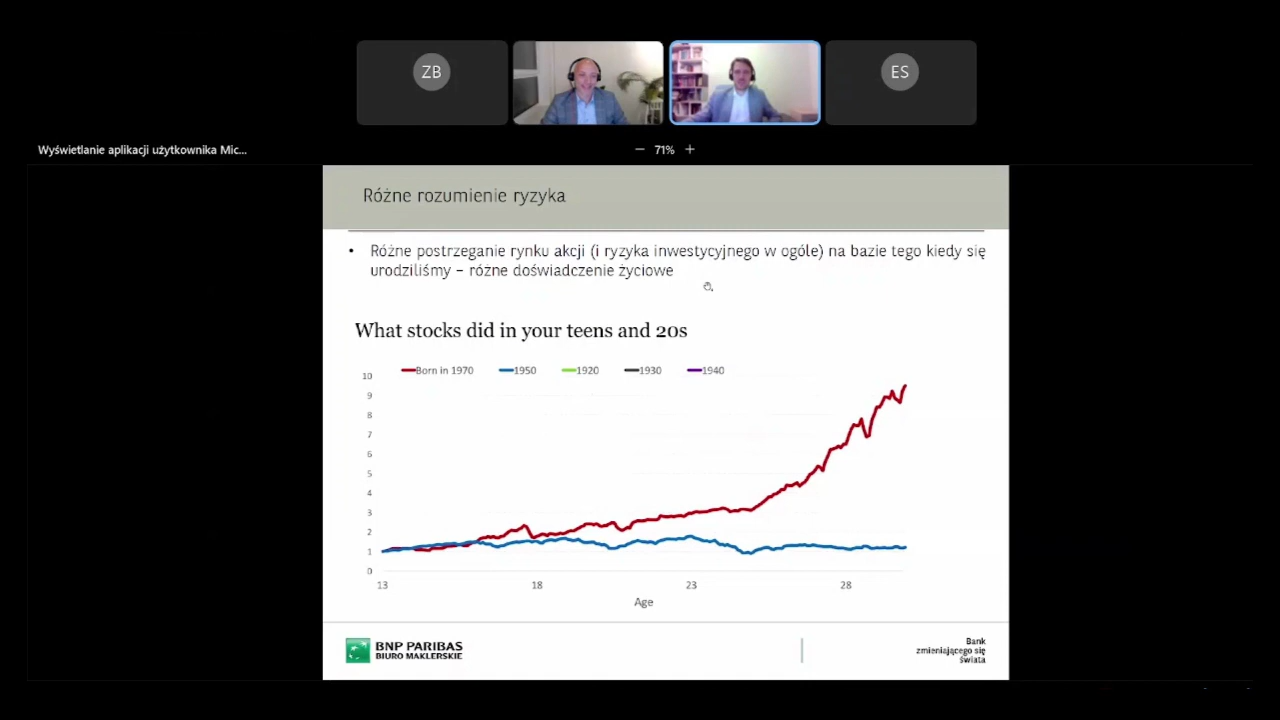 ZB
ES
Wyświetlanie aplikacji użytkownika Mic...
71%
Różne rozumienie ryzyka
• Różne postrzeganie rynku akcji (i ryzyka inwestycyjnego w ogóle) na bazie tego kiedy się
urodziliśmy – różne doświadczenie życiowe
What stocks did in your teens and 20s
Born in 1970 1950 1920 1930 1940
10
9
8
7
6
5
4
3
2
1
0
13 18 23 28
Age
BNP PARIBAS
BIURO MAKLERSKIE
Bank
zmieniającego się
świata